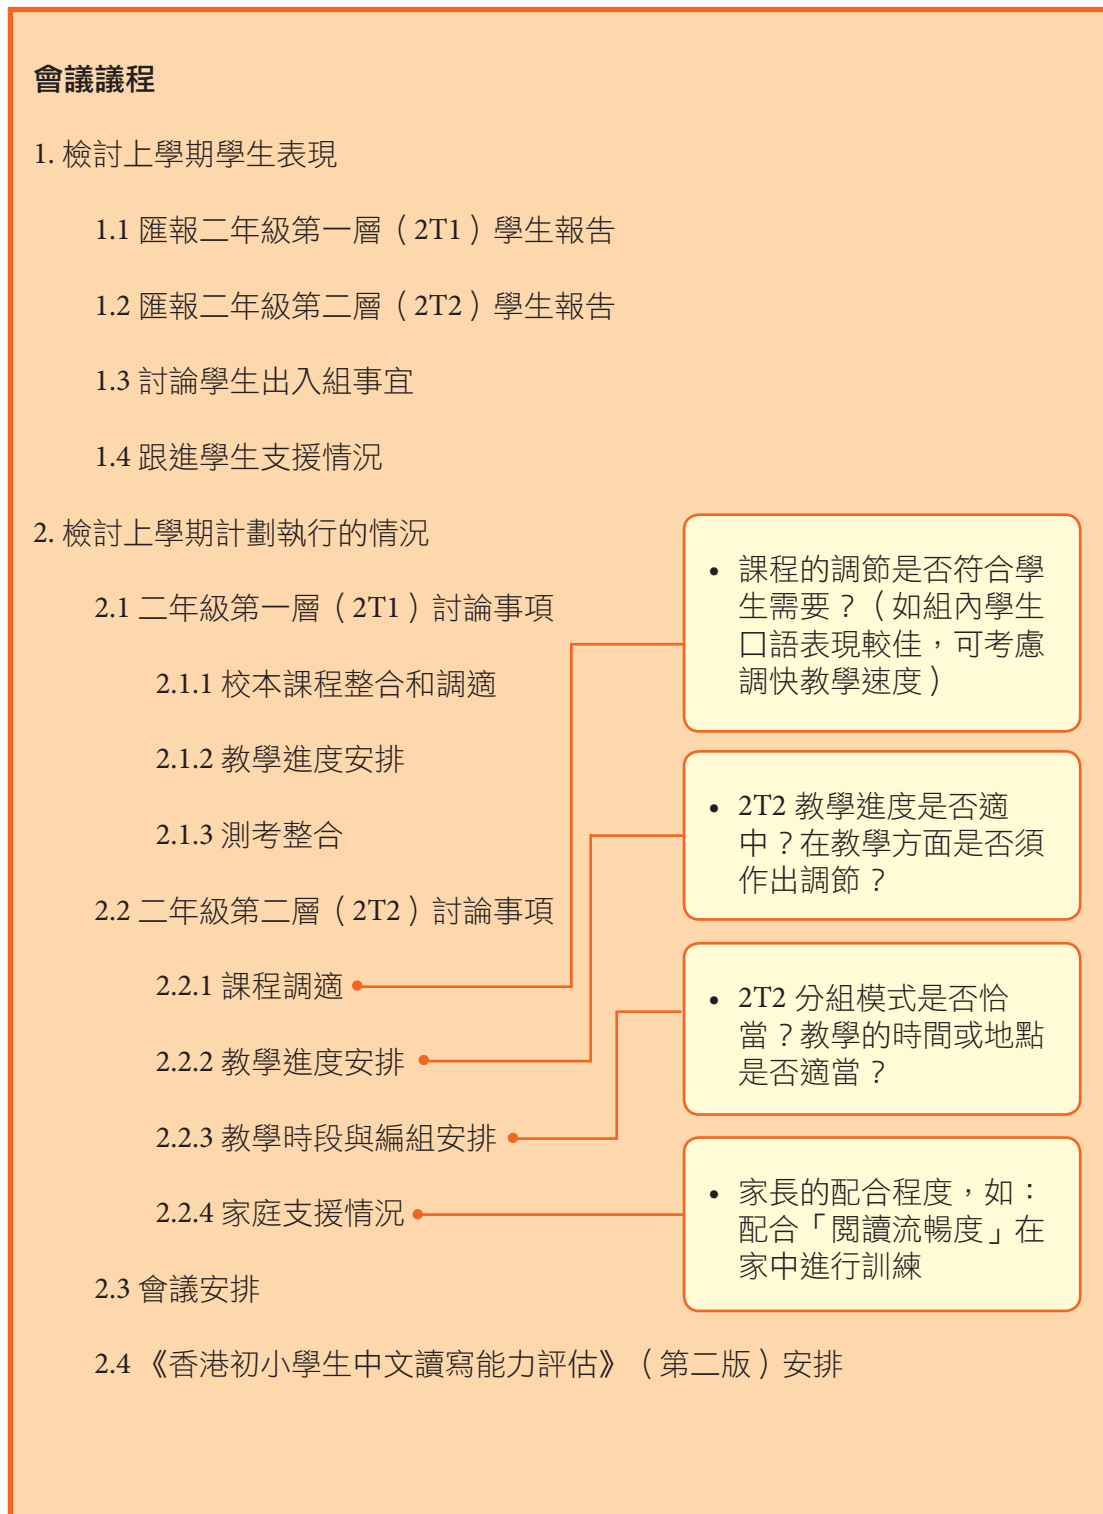 會議議程
1. 檢討上學期學生表現
1.1 匯報二年級第一層（2T1）學生報告
1.2 匯報二年級第二層（2T2）學生報告
1.3 討論學生出入組事宜
1.4 跟進學生支援情況
2. 檢討上學期計劃執行的情況
2.1 二年級第一層（2T1）討論事項
2.1.1 校本課程整合和調適
2.1.2 教學進度安排
2.1.3 測考整合
2.2 二年級第二層（2T2）討論事項
2.2.1 課程調適
2.2.2 教學進度安排
2.2.3 教學時段與編組安排
2.2.4 家庭支援情況
2.3 會議安排
2.4 《香港初小學生中文讀寫能力評估》（第二版）安排
• 課程的調節是否符合學
生需要？（如組內學生
口語表現較佳，可考慮
調快教學速度）
• 2T2 教學進度是否適
中？在教學方面是否須
作出調節？
• 2T2 分組模式是否恰
當？教學的時間或地點
是否適當？
• 家長的配合程度，如：
配合「閱讀流暢度」在
家中進行訓練